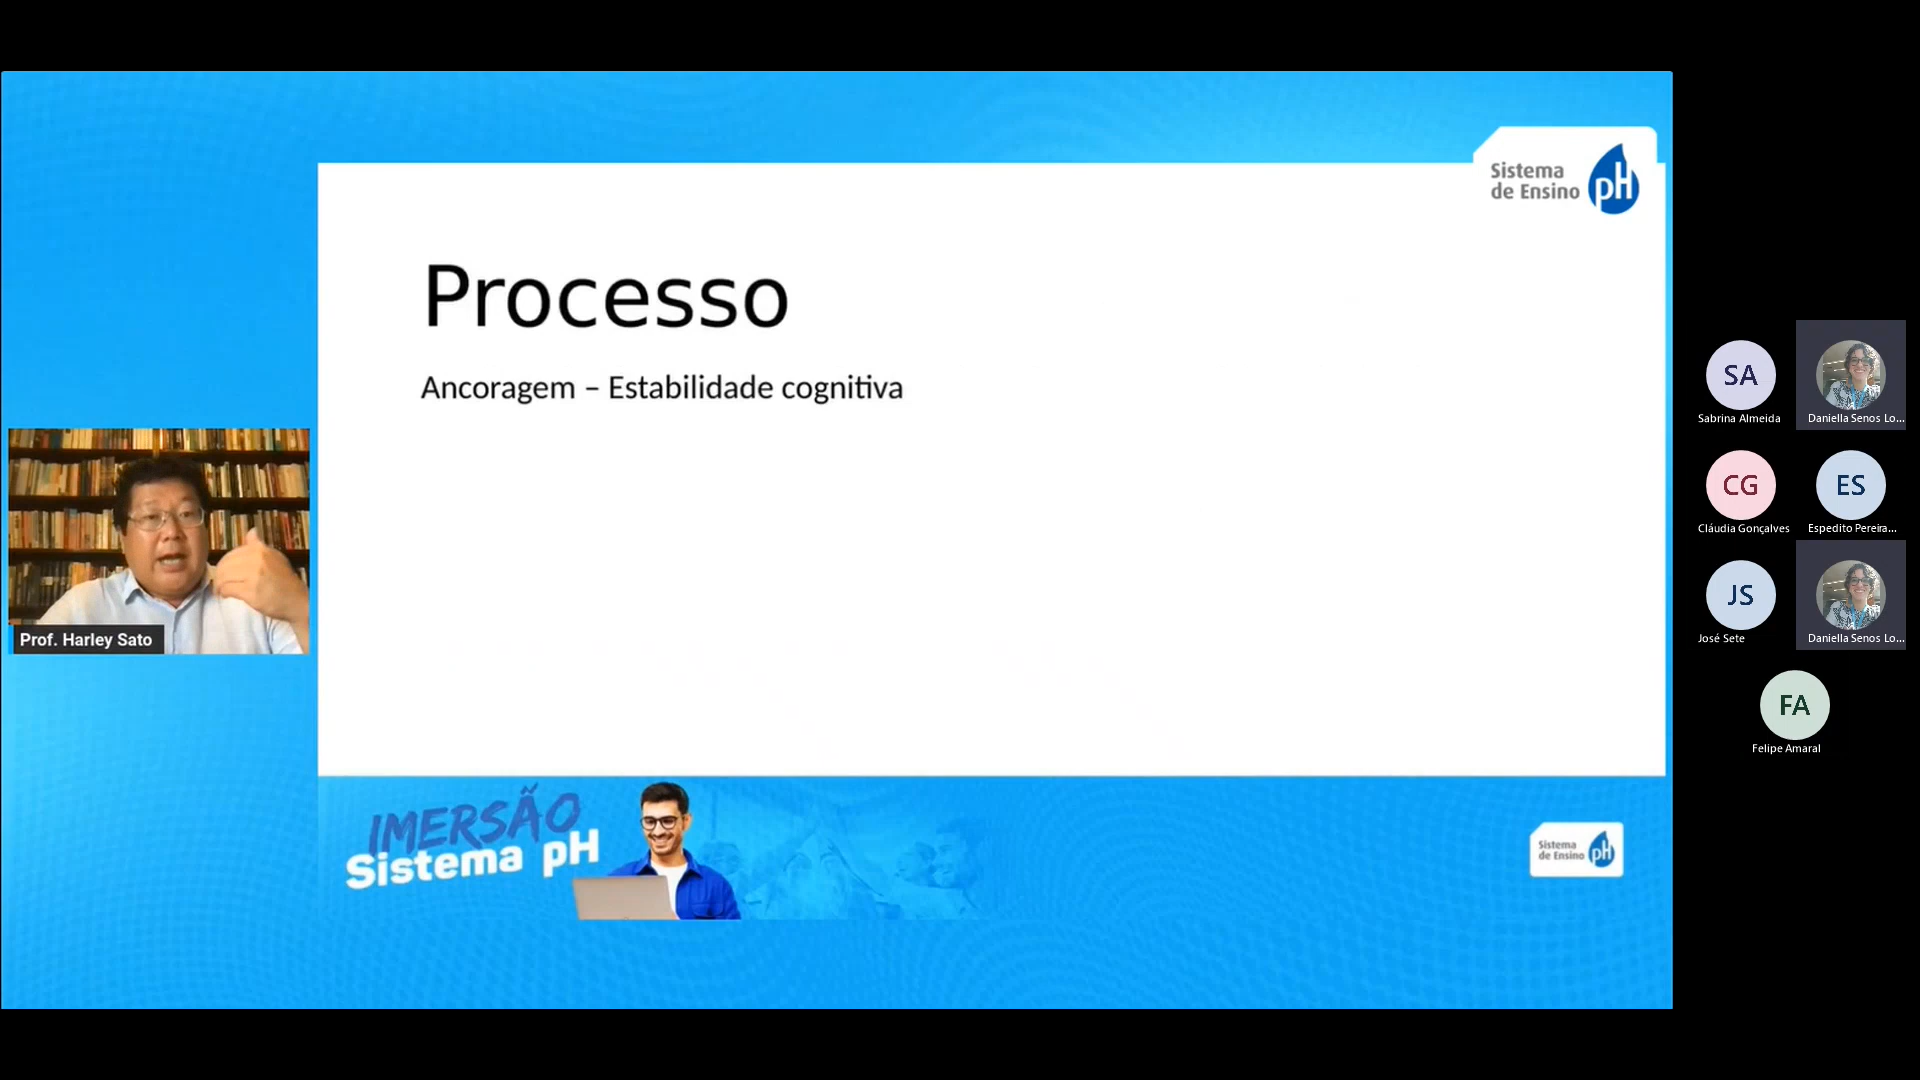 Sistema
de Ensino pH
Processo
Ancoragem – Estabilidade cognitiva
Prof. Harley Sato
IMERSÃO
Sistema pH
Sistema
de Ensino pH
SA
Sabrina Almeida
Daniella Senos Lo...
CG
Cláudia Gonçalves
ES
Espedito Pereira...
JS
José Sete
Daniella Senos Lo...
FA
Felipe Amaral